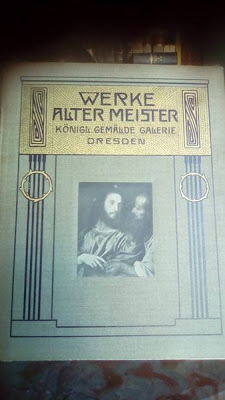 WERKE
ALTER MEISTER
KÖNIGL. GEMÄLDE GALERIE
DRESDEN